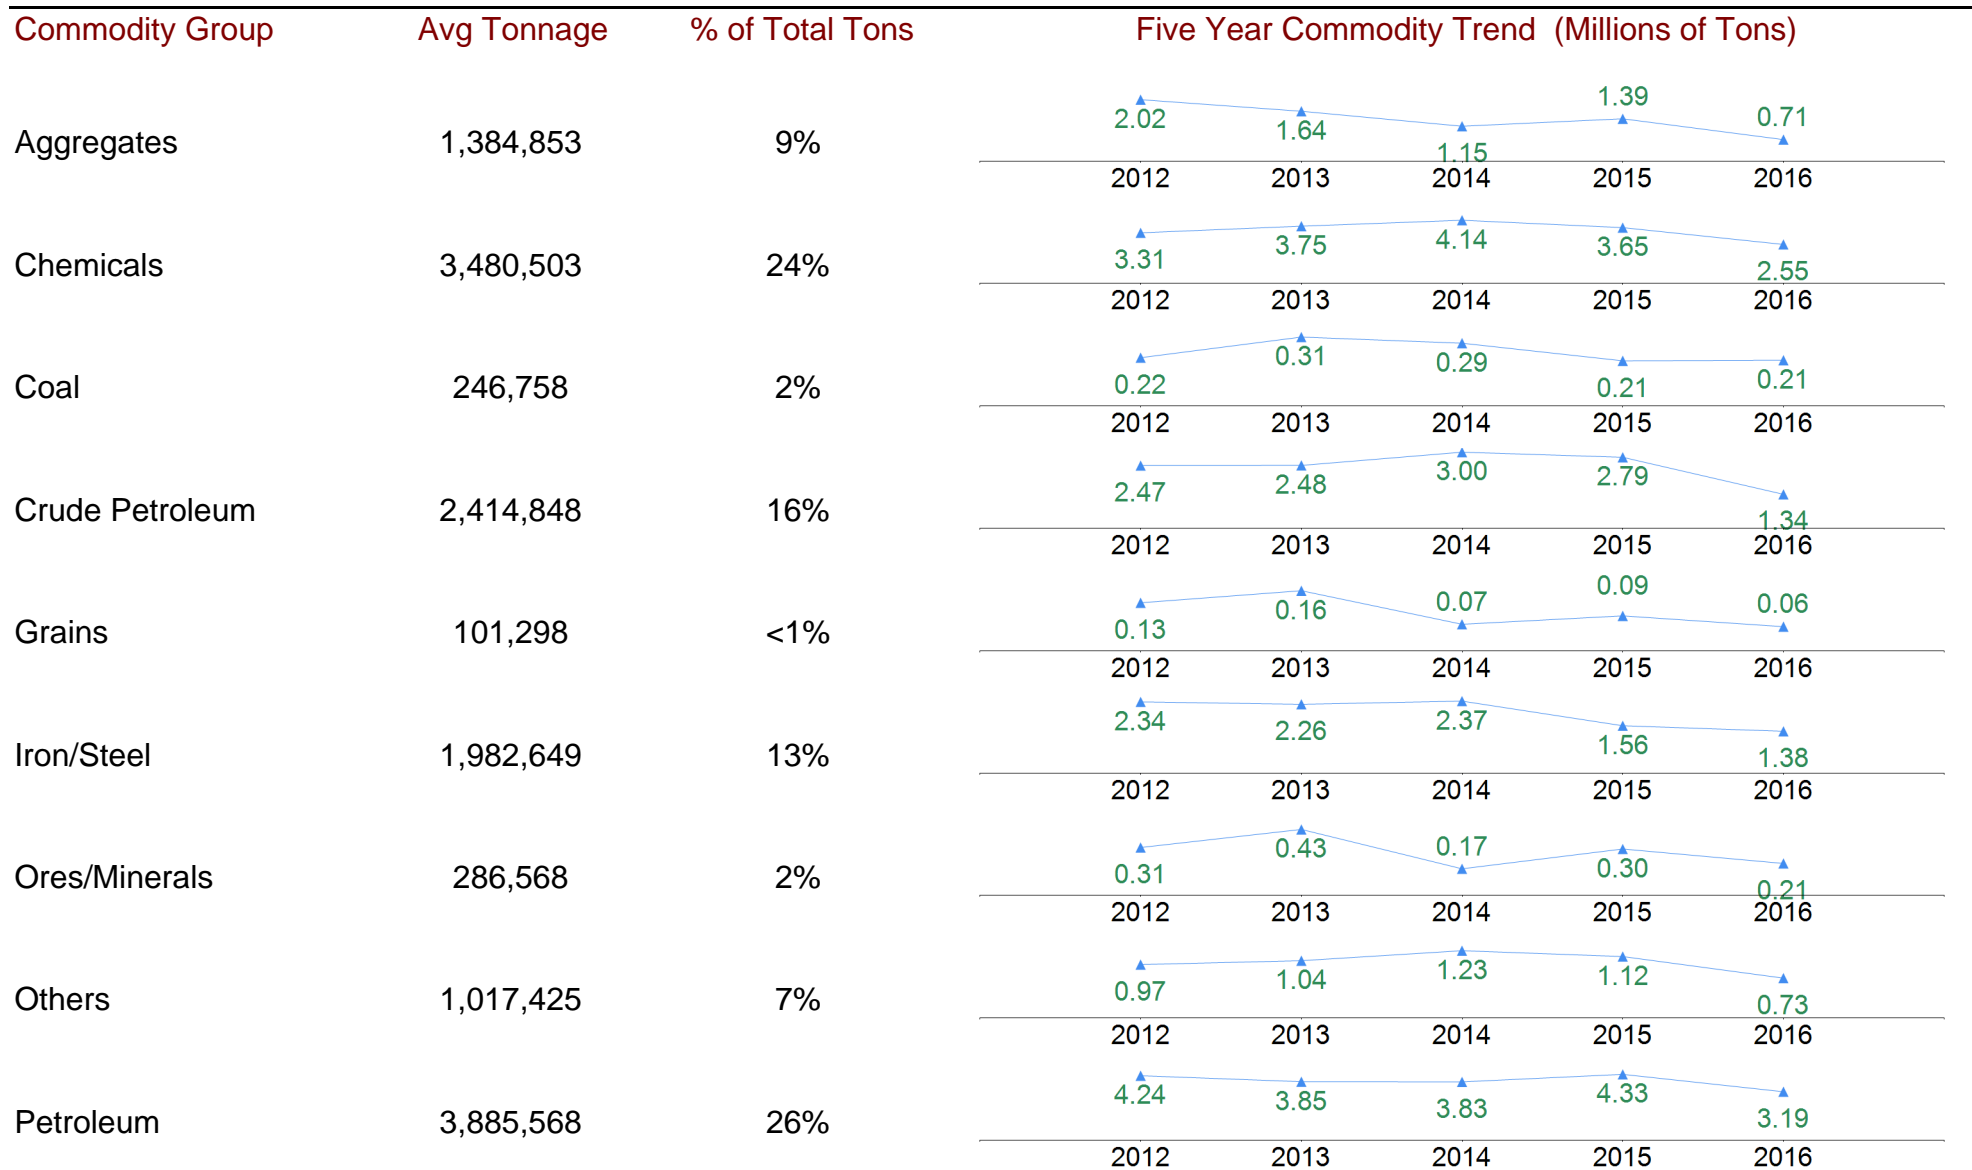 Commodity Group Avg Tonnage % of Total Tons Five Year Commodity Trend (Millions of Tons)
2.02 1.64 1.15 1.39 0.71
Aggregates 1,384,853 9%
2012 2013 2014 2015 2016
3.31 3.75 4.14 3.65 2.55
Chemicals 3,480,503 24%
2012 2013 2014 2015 2016
0.22 0.31 0.29 0.21 0.21
Coal 246,758 2%
2012 2013 2014 2015 2016
2.47 2.48 3.00 2.79 1.34
Crude Petroleum 2,414,848 16%
2012 2013 2014 2015 2016
0.13 0.16 0.07 0.09 0.06
Grains 101,298 <1%
2012 2013 2014 2015 2016
2.34 2.26 2.37 1.56 1.38
Iron/Steel 1,982,649 13%
2012 2013 2014 2015 2016
0.31 0.43 0.17 0.30 0.21
Ores/Minerals 286,568 2%
2012 2013 2014 2015 2016
0.97 1.04 1.23 1.12 0.73
Others 1,017,425 7%
2012 2013 2014 2015 2016
4.24 3.85 3.83 4.33 3.19
Petroleum 3,885,568 26%
2012 2013 2014 2015 2016